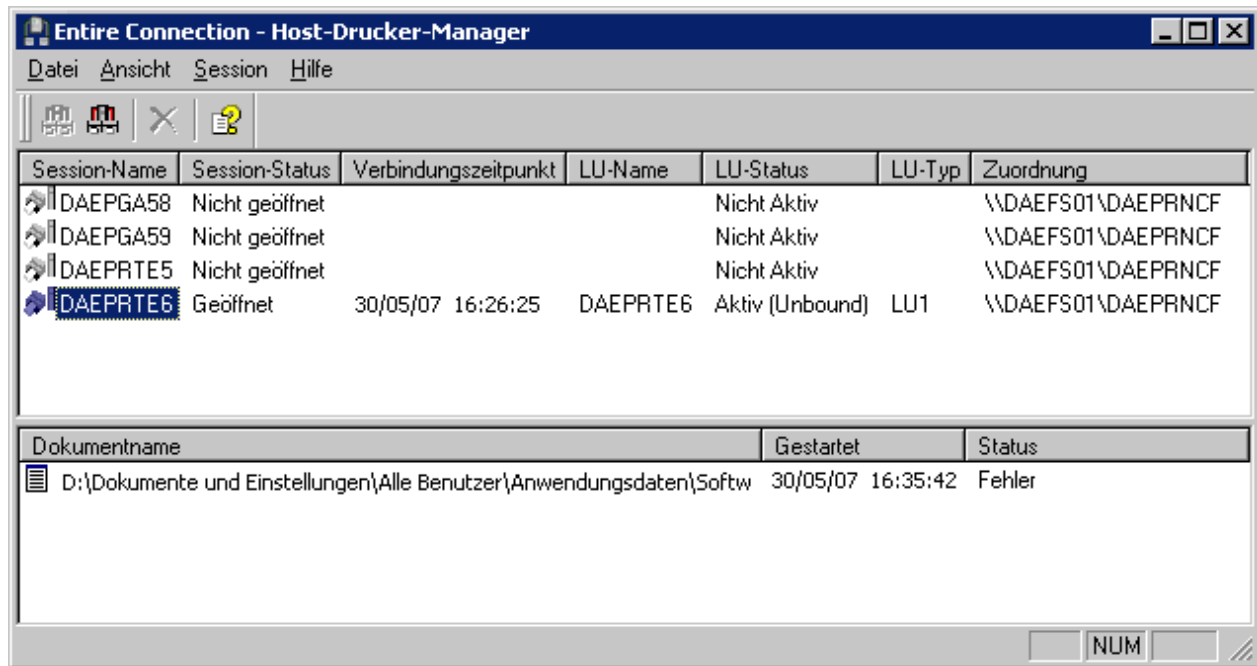 Entire Connection - Host-Drucker-Manager
Datei Ansicht Session Hilfe
Session-Name Session-Status Verbindungszeitpunkt LU-Name LU-Status LU-Typ Zuordnung
DAEPGA58 Nicht geöffnet Nicht Aktiv \\DAEFS01\DAEPRNCF
DAEPGA59 Nicht geöffnet Nicht Aktiv \\DAEFS01\DAEPRNCF
DAEPRTE5 Nicht geöffnet Nicht Aktiv \\DAEFS01\DAEPRNCF
DAEPRTE6 Geöffnet 30/05/07 16:26:25 DAEPRTE6 Aktiv (Unbound) LU1 \\DAEFS01\DAEPRNCF
Dokumentname Gestartet Status
D:\Dokumente und Einstellungen\Alle Benutzer\Anwendungsdaten\Softw 30/05/07 16:35:42 Fehler
NUM